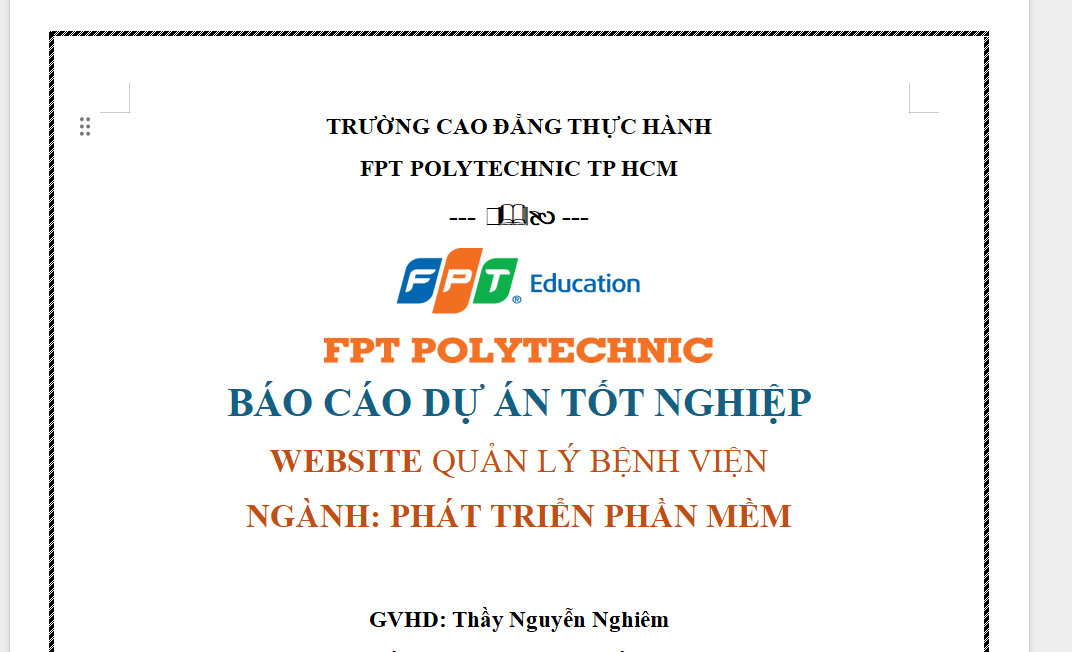 TRƯỜNG CAO ĐẲNG THỰC HÀNH
FPT POLYTECHNIC TP HCM
--- ---
FPT® Education
FPT POLYTECHNIC
BÁO CÁO DỰ ÁN TỐT NGHIỆP
WEBSITE QUẢN LÝ BỆNH VIỆN
NGÀNH: PHÁT TRIỂN PHẦN MỀM
GVHD: Thầy Nguyễn Nghiêm